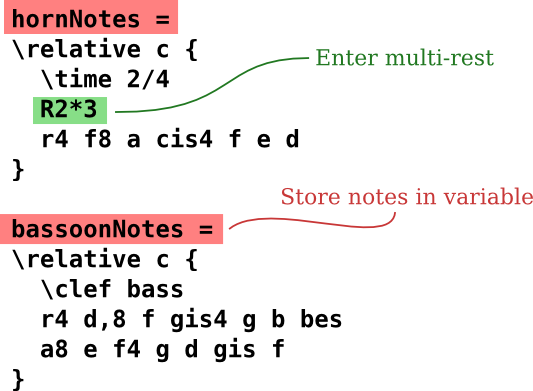 hornNotes =
\relative c {
Enter multi-rest
\time 2/4
R2*3
r4 f8 a cis4 f e d
}
Store notes in variable
bassoonNotes =
\relative c {
\clef bass
r4 d,8 f gis4 g b bes
a8 e f4 g d gis f
}